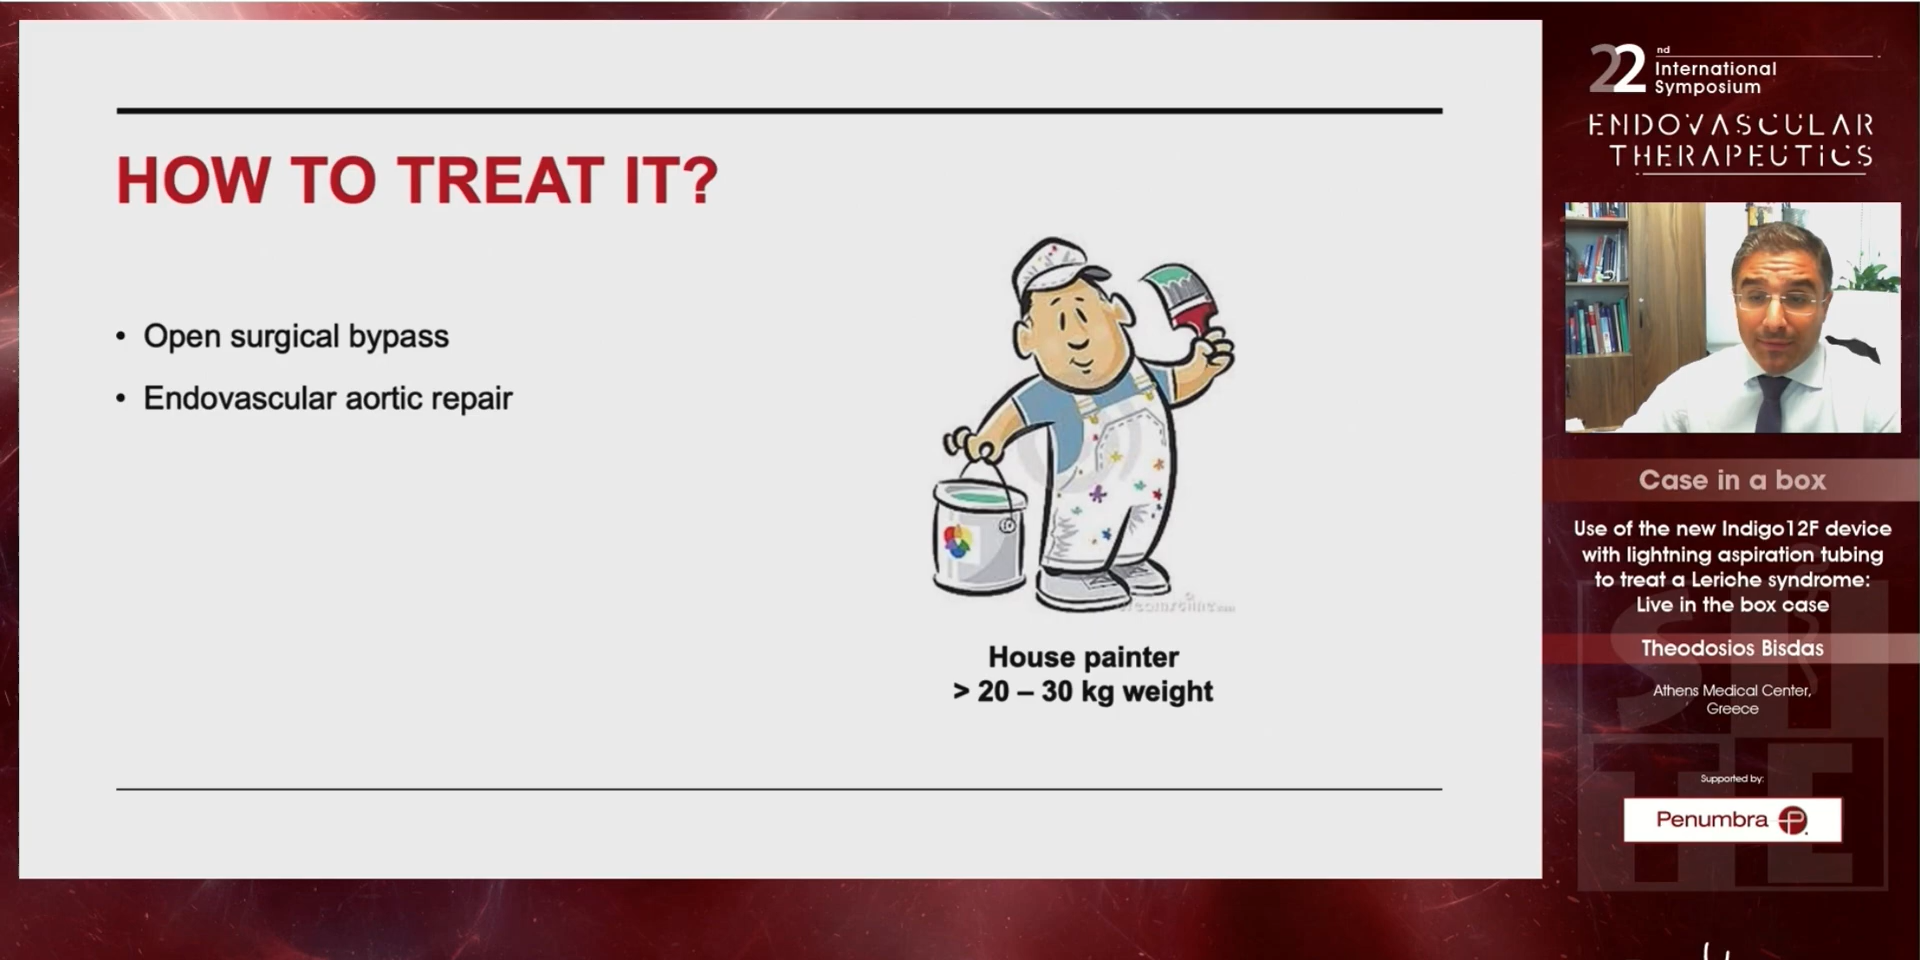 HOW TO TREAT IT?
• Open surgical bypass
• Endovascular aortic repair
House painter
> 20 – 30 kg weight
22nd
International
Symposium
ENDOVASCULAR
THERAPEUTICS
Case in a box
Use of the new Indigo12F device
with lightning aspiration tubing
to treat a Leriche syndrome:
Live in the box case
Theodosios Bisdas
Athens Medical Center,
Greece
Supported by:
Penumbra P
SITE